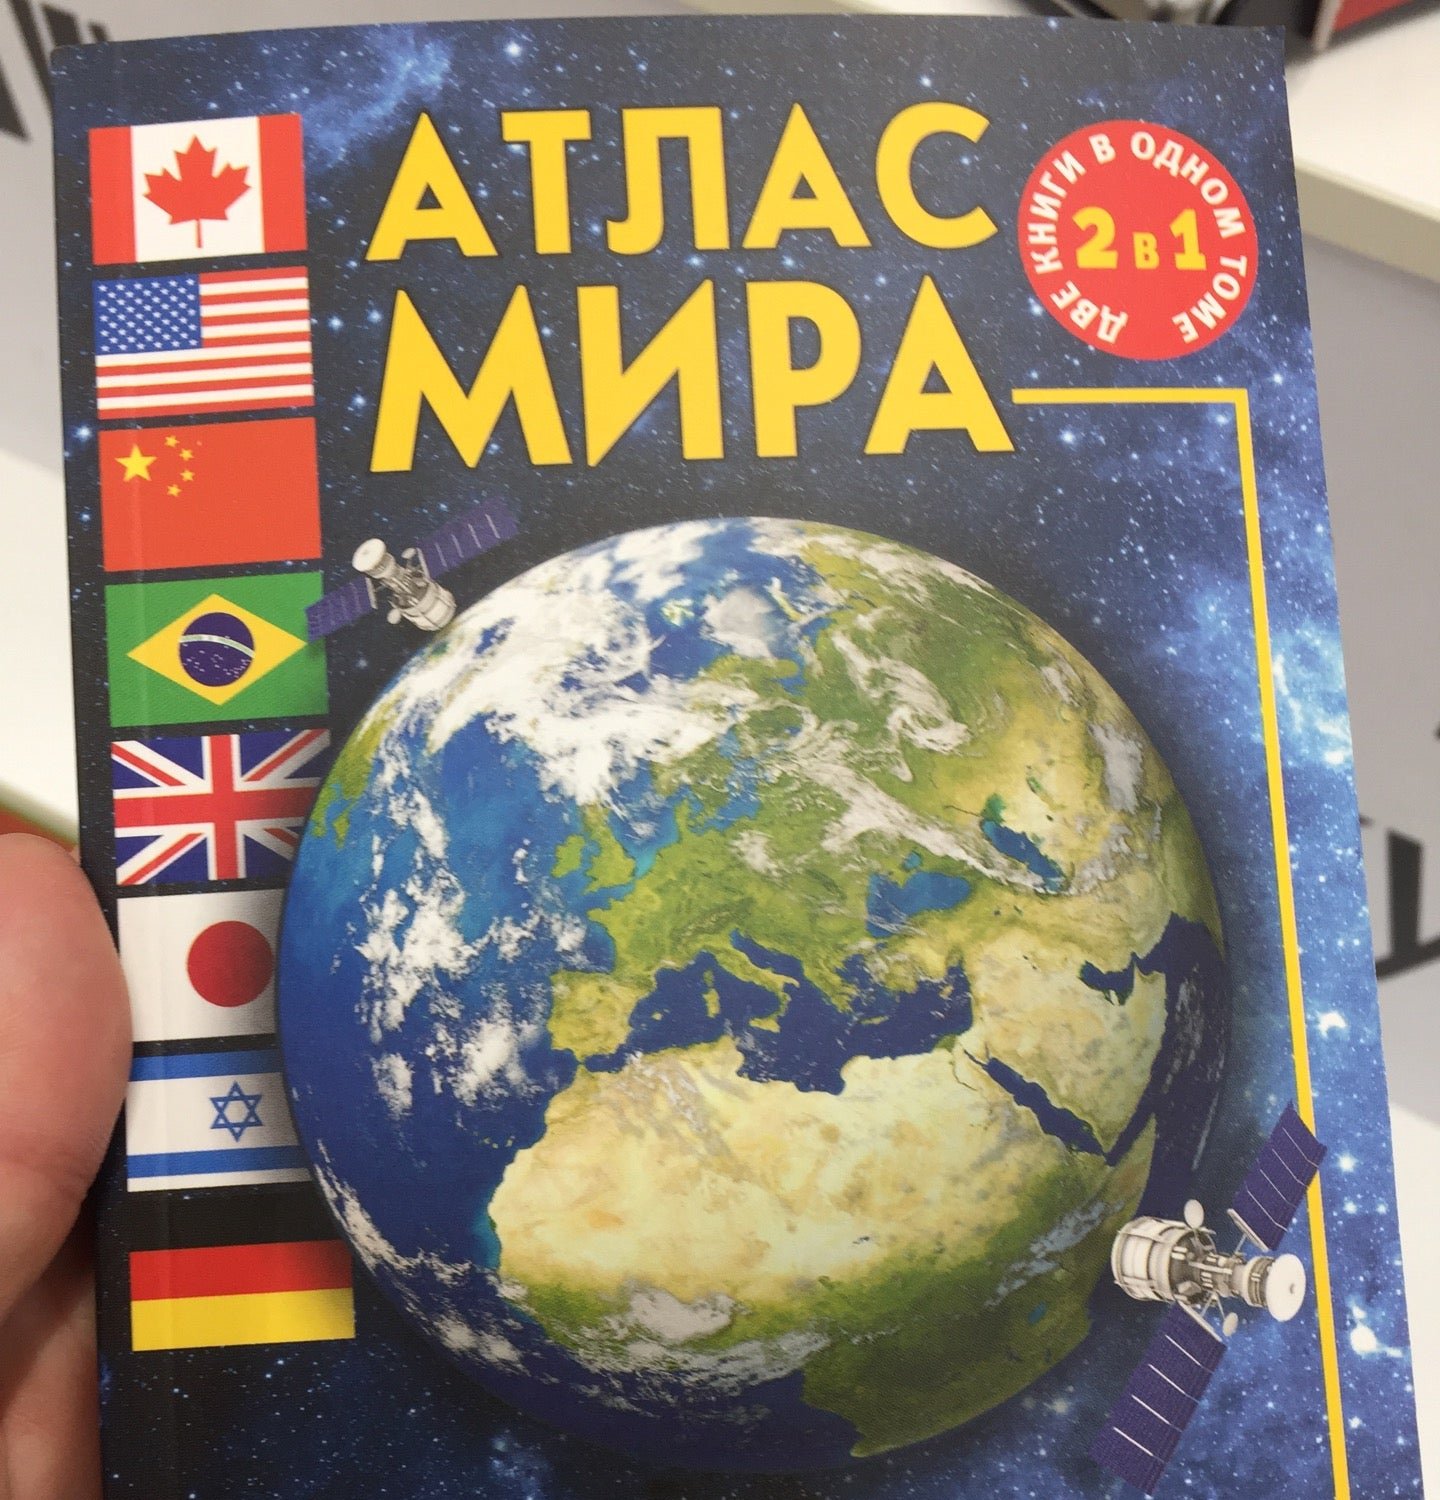 АТЛАС
МИРА
ДВЕ КНИГИ В ОДНОМ ТОМЕ
2 В 1